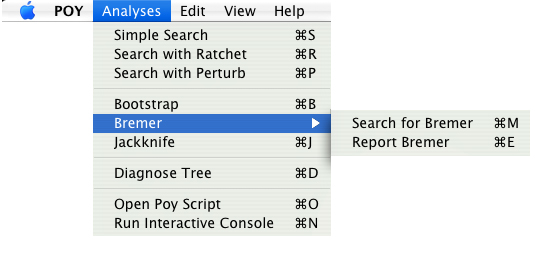 POY Analyses Edit View Help
Simple Search ⌘S
Search with Ratchet ⌘R
Search with Perturb ⌘P
Bootstrap ⌘B
Bremer
Search for Bremer ⌘M
Report Bremer ⌘E
Jackknife ⌘J
Diagnose Tree ⌘D
Open Poy Script ⌘O
Run Interactive Console ⌘N